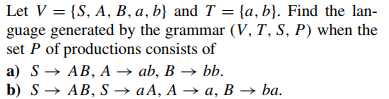 Let V = {S, A, B, a, b} and T = {a, b}. Find the lan-
guage generated by the grammar (V, T, S, P) when the
set P of productions consists of
a) S → AB, A → ab, B → bb.
b) S → AB, S → aA, A → a, B → ba.